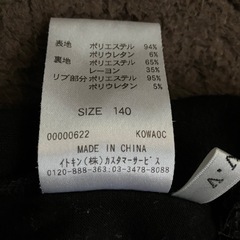 表地 ポリエステル 94%
ポリウレタン 6%
裏地 ポリエステル 65%
レーヨン 35%
リブ部分 ポリエステル 95%
ポリウレタン 5%
SIZE 140
00000622 KOWAOC
MADE IN CHINA
イトキン(株)カスタマーサービス
0120-888-363:03-3478-8088